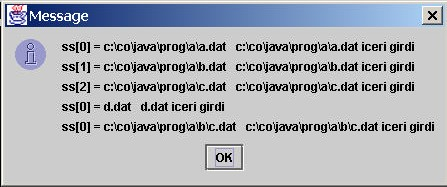 Message
ss[0] = c:\co\java\prog\a\a.dat c:\co\java\prog\a\a.dat iceri girdi
ss[1] = c:\co\java\prog\a\b.dat c:\co\java\prog\a\b.dat iceri girdi
ss[2] = c:\co\java\prog\a\c.dat c:\co\java\prog\a\c.dat iceri girdi
ss[0] = d.dat d.dat iceri girdi
ss[0] = c:\co\java\prog\a\b\c.dat c:\co\java\prog\a\b\c.dat iceri girdi
OK